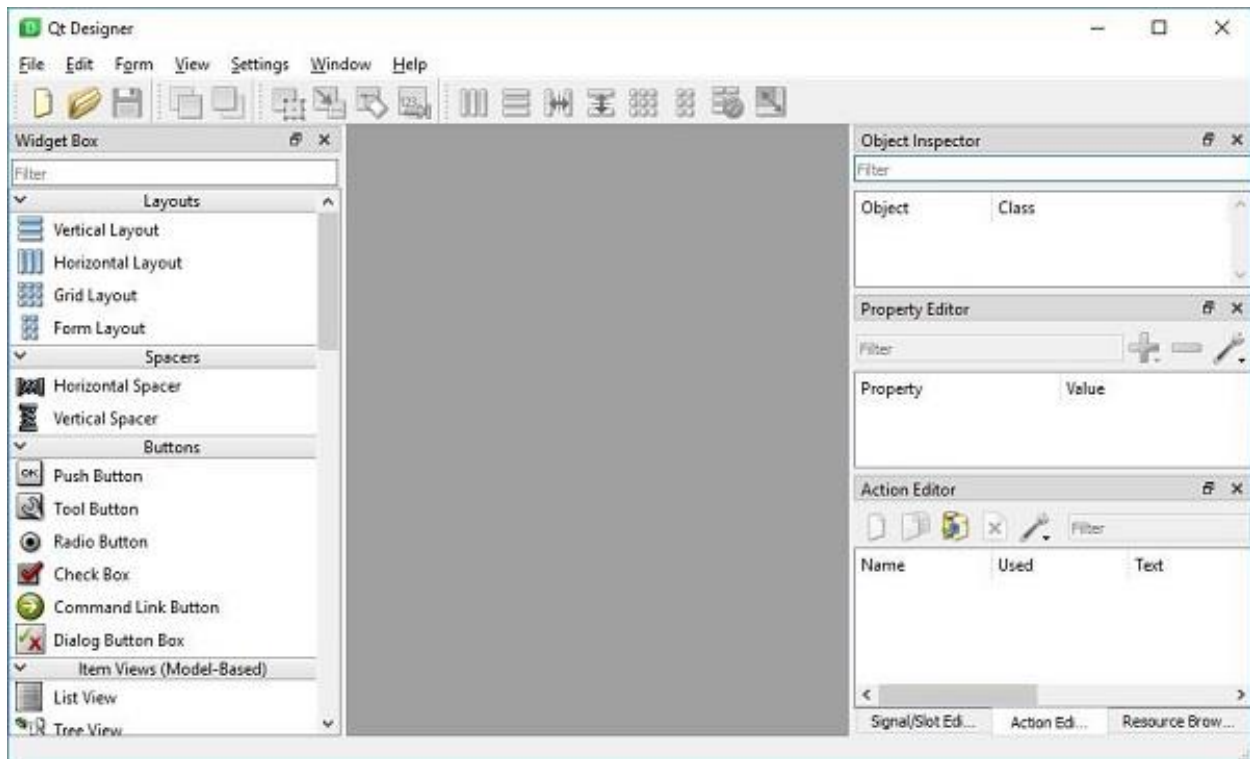 Qt Designer
File Edit Form View Settings Window Help
Widget Box
Filter
Layouts
Vertical Layout
Horizontal Layout
Grid Layout
Form Layout
Spacers
Horizontal Spacer
Vertical Spacer
Buttons
OK Push Button
Tool Button
Radio Button
Check Box
Command Link Button
Dialog Button Box
Item Views (Model-Based)
List View
Tree View
Object Inspector
Filter
Object Class
Property Editor
Filter
Property Value
Action Editor
Filter
Name Used Text
Signal/Slot Edi... Action Edi... Resource Brow...